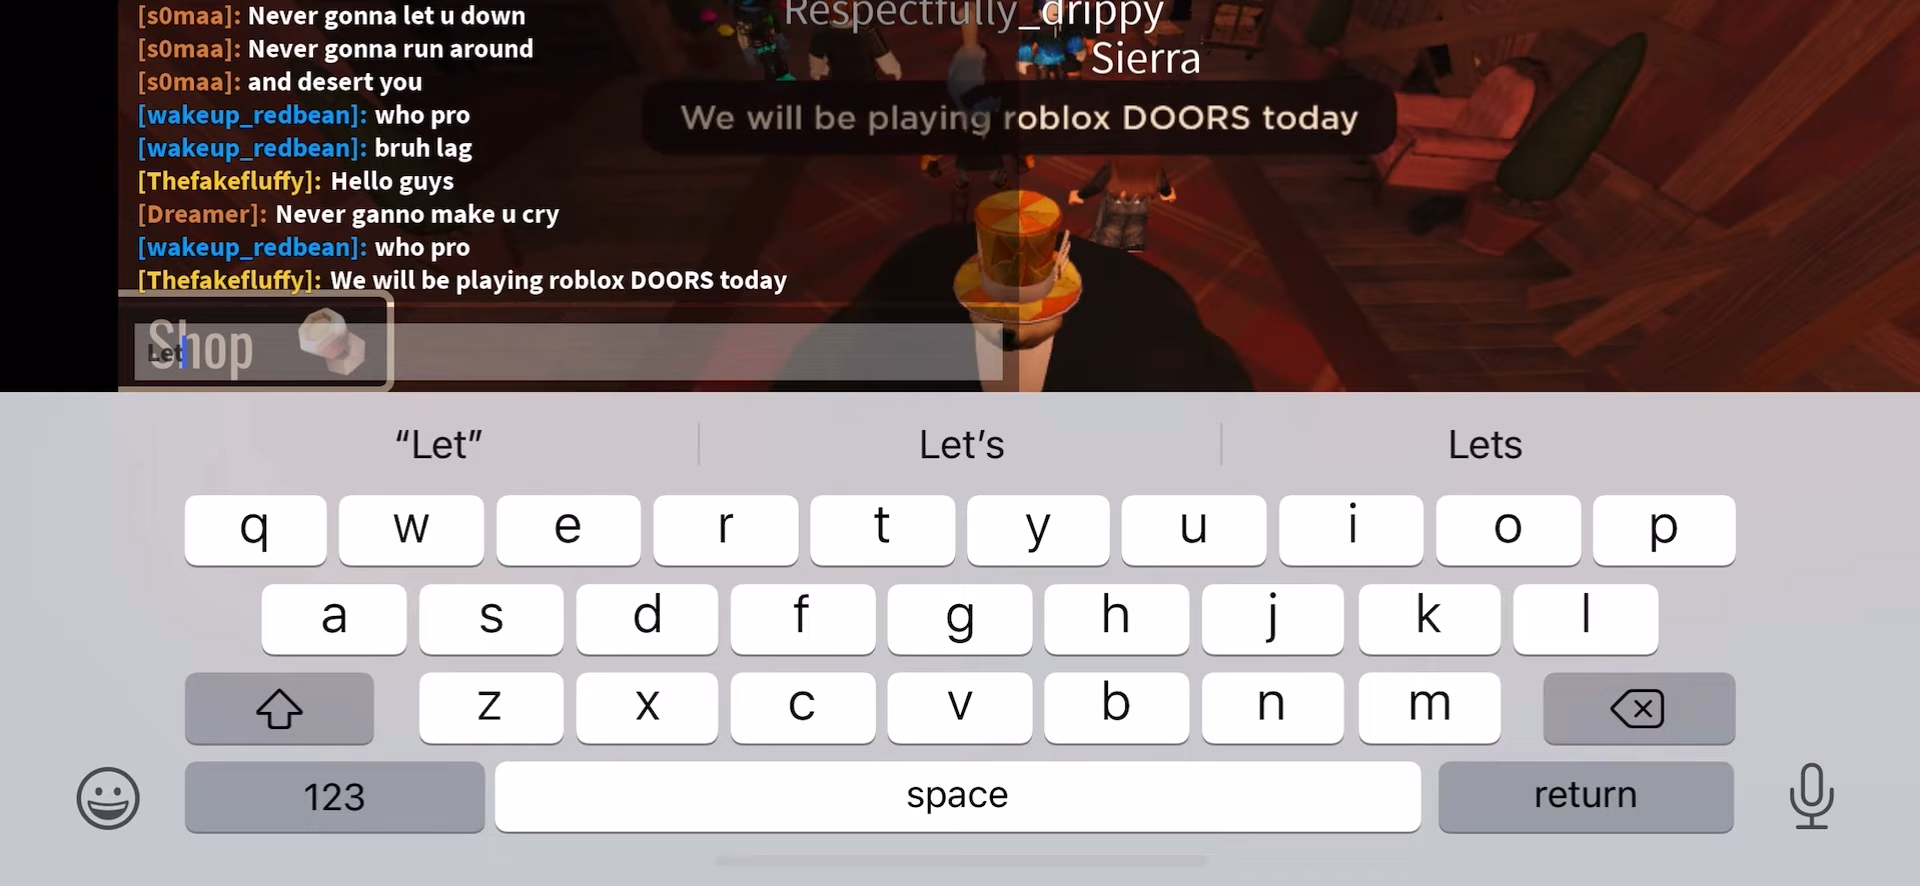 [s0maa]: Never gonna let u down
[s0maa]: Never gonna run around
[s0maa]: and desert you
[wakeup_redbean]: who pro
[wakeup_redbean]: bruh lag
[Thefakefluffy]: Hello guys
[Dreamer]: Never ganno make u cry
[wakeup_redbean]: who pro
[Thefakefluffy]: We will be playing roblox DOORS today
Respectfully_drippy
Sierra
We will be playing roblox DOORS today
Shop
Let
“Let” Let’s Lets
q w e r t y u i o p
a s d f g h j k l
z x c v b n m
123 space return